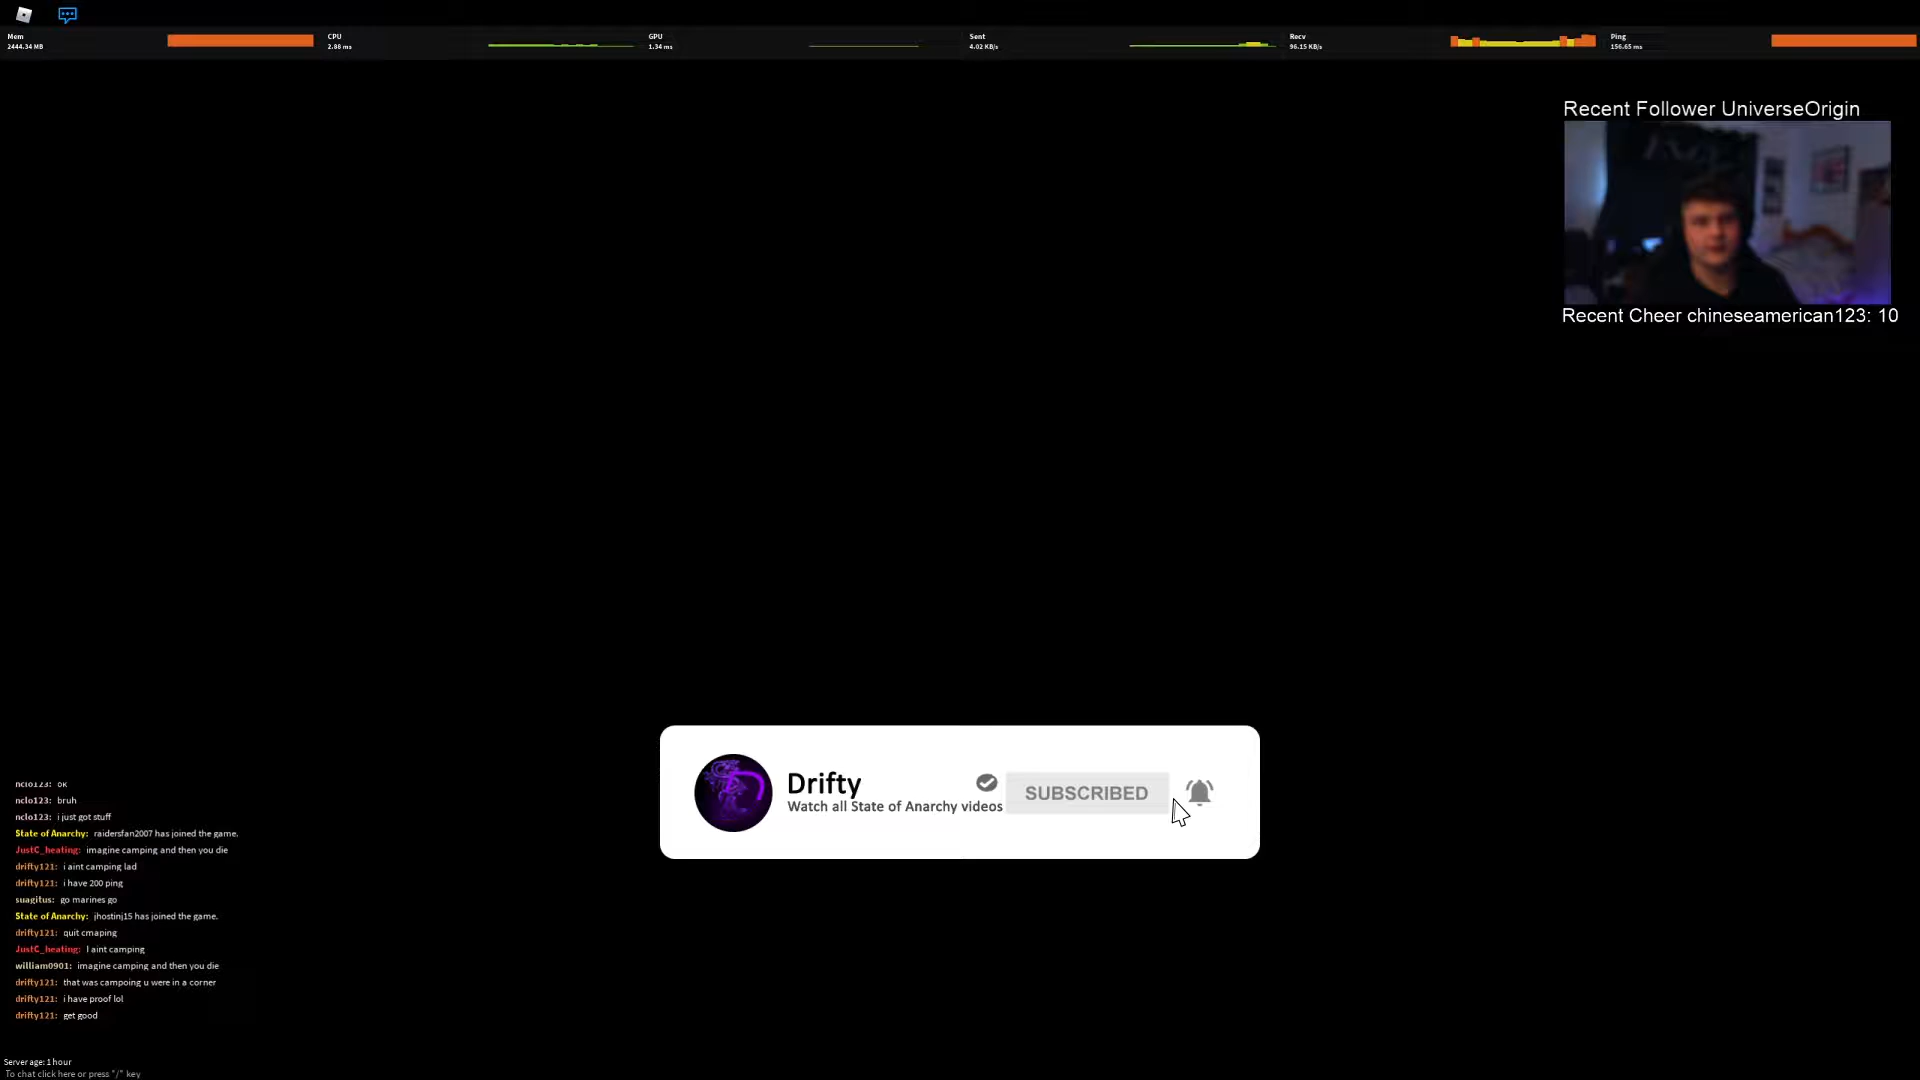 Mem
2444.34 MB
CPU
2.88 ms
GPU
1.34 ms
Sent
4.02 KB/s
Recv
96.15 KB/s
Ping
156.65 ms
Recent Follower UniverseOrigin
Recent Cheer chineseamerican123: 10
Drifty
Watch all State of Anarchy videos
SUBSCRIBED
nclo123: ok
nclo123: bruh
nclo123: i just got stuff
State of Anarchy: raidersfan2007 has joined the game.
JustC_heating: imagine camping and then you die
drifty121: i aint camping lad
drifty121: i have 200 ping
suagitus: go marines go
State of Anarchy: jhostinj15 has joined the game.
drifty121: quit cmaping
JustC_heating: I aint camping
william0901: imagine camping and then you die
drifty121: that was campoing u were in a corner
drifty121: i have proof lol
drifty121: get good
Server age: 1 hour
To chat click here or press "/" key